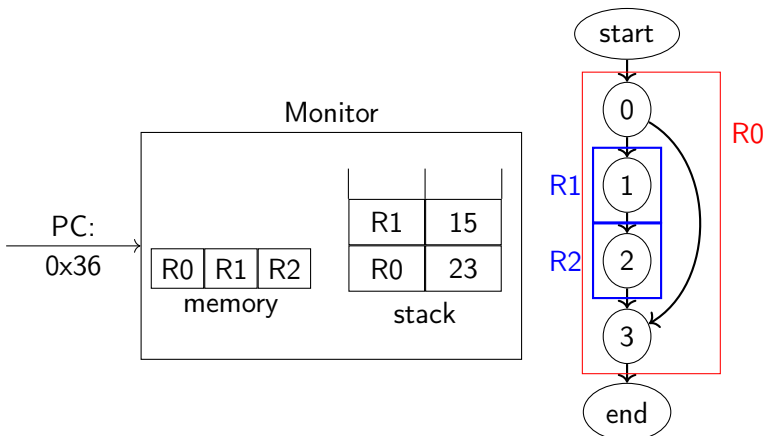 Monitor
PC:
0x36
R0 R1 R2
memory
R1 15
R0 23
stack
start
0
R0
R1
1
R2
2
3
end